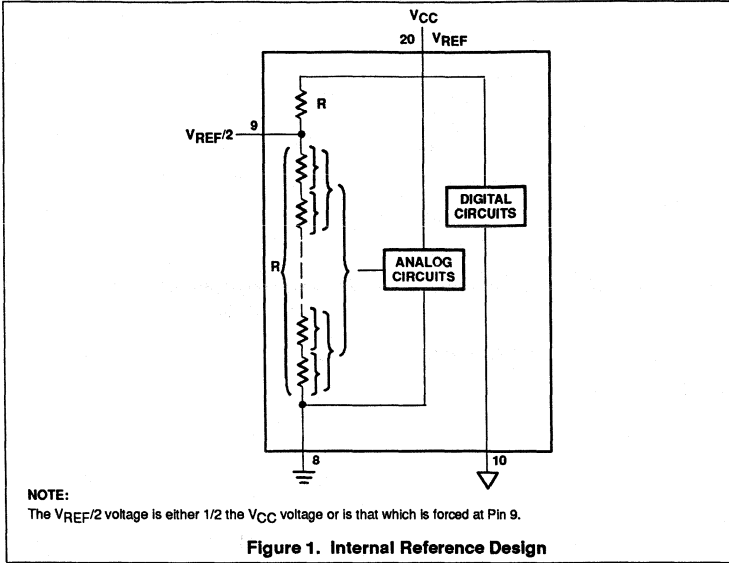 VCC
20 VREF
R
VREF/2 9
DIGITAL
CIRCUITS
R
ANALOG
CIRCUITS
8
10
NOTE:
The VREF/2 voltage is either 1/2 the VCC voltage or is that which is forced at Pin 9.
Figure 1. Internal Reference Design